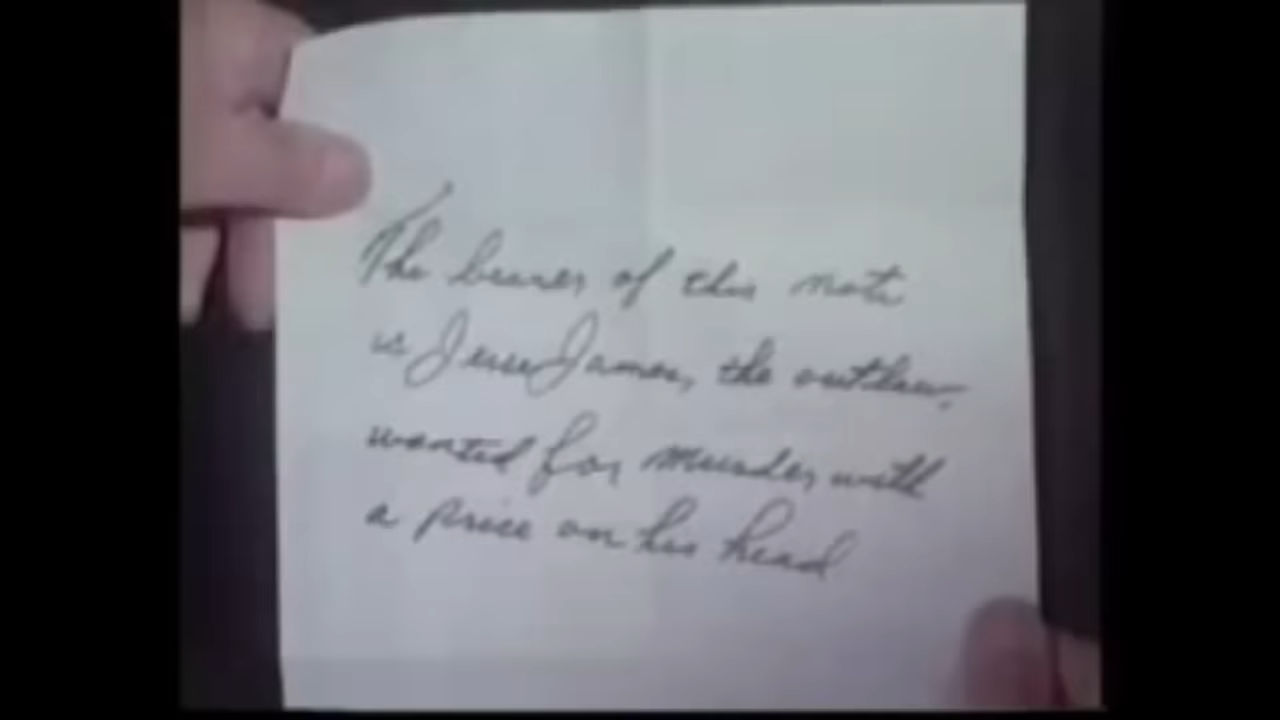 The bearer of this note
is Jesse James, the outlaw,
wanted for murder with
a price on his head